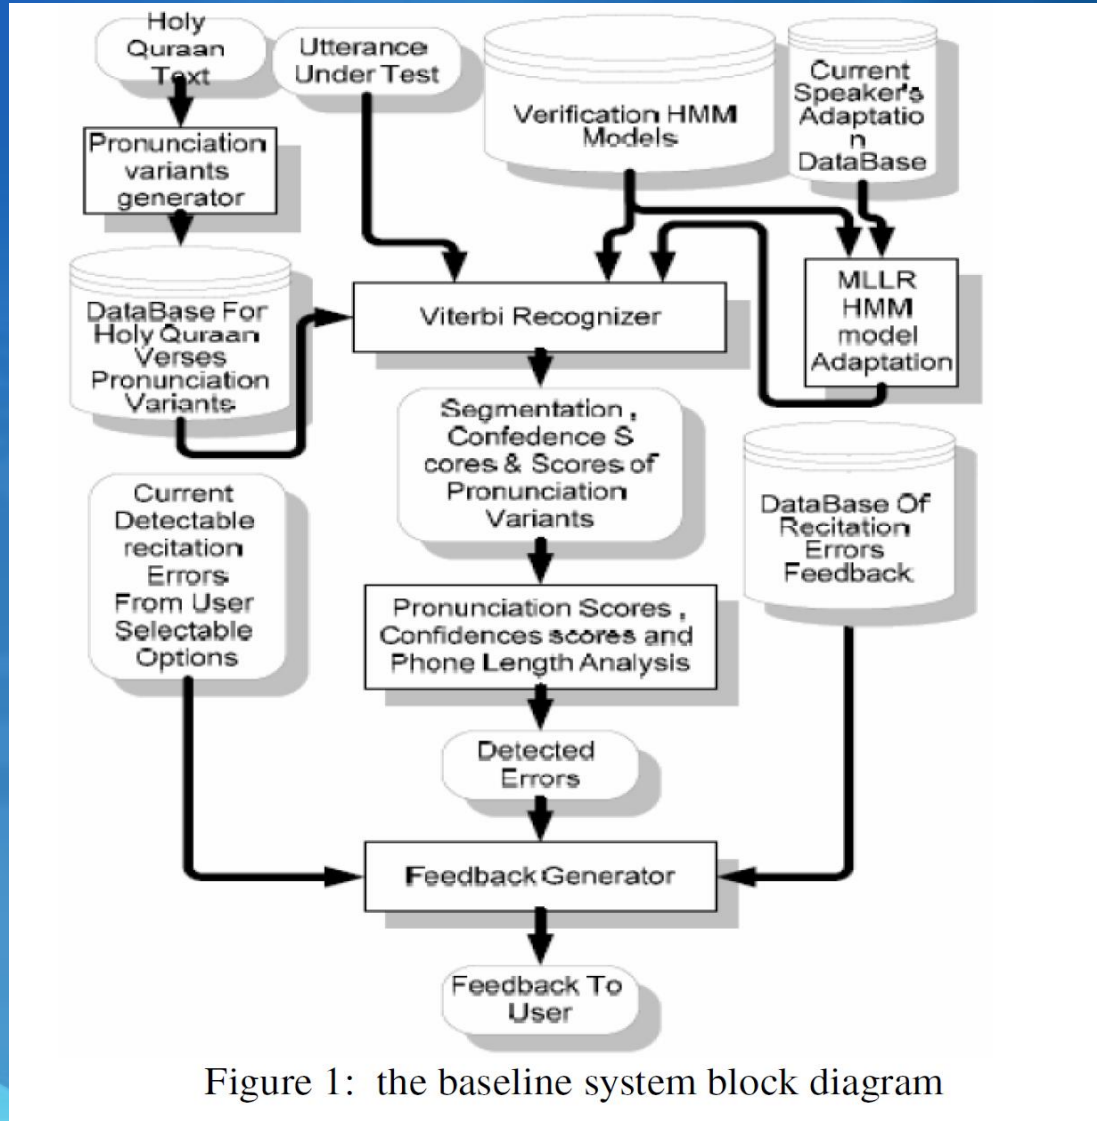 Holy
Quraan
Text
Utterance
Under Test
Verification HMM
Models
Current
Speaker's
Adaptatio
n
DataBase
Pronunciation
variants
generator
DataBase For
Holy Quraan
Verses
Pronunciation
Variants
Viterbi Recognizer
MLLR
HMM
model
Adaptation
Segmentation ,
Confedence S
cores & Scores of
Pronunciation
Variants
Current
Detectable
recitation
Errors
From User
Selectable
Options
DataBase Of
Recitation
Errors
Feedback
Pronunciation Scores ,
Confidences scores and
Phone Length Analysis
Detected
Errors
Feedback Generator
Feedback To
User
Figure 1: the baseline system block diagram